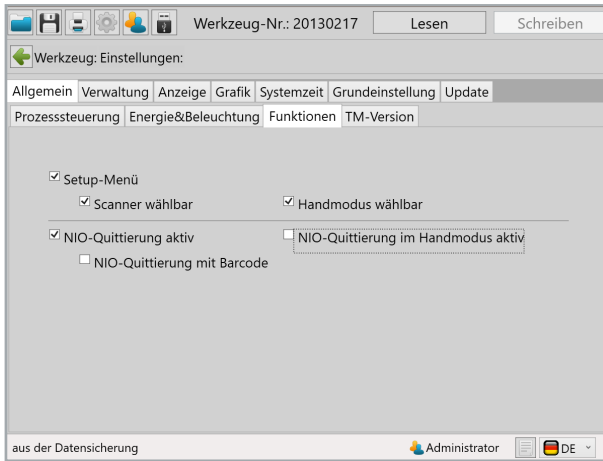 Werkzeug-Nr.: 20130217 Lesen Schreiben
Werkzeug: Einstellungen:
Allgemein Verwaltung Anzeige Grafik Systemzeit Grundeinstellung Update
Prozesssteuerung Energie&Beleuchtung Funktionen TM-Version
Setup-Menü
Scanner wählbar Handmodus wählbar
NIO-Quittierung aktiv NIO-Quittierung im Handmodus aktiv
NIO-Quittierung mit Barcode
aus der Datensicherung Administrator DE